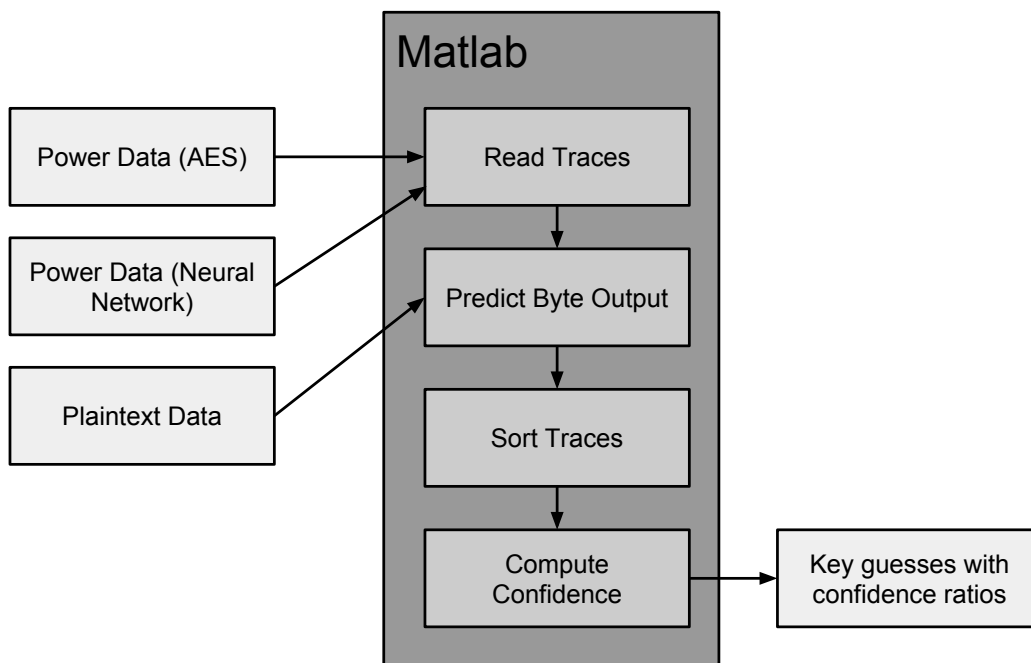 Matlab
Power Data (AES)
Read Traces
Power Data (Neural
Network)
Predict Byte Output
Plaintext Data
Sort Traces
Compute
Confidence
Key guesses with
confidence ratios